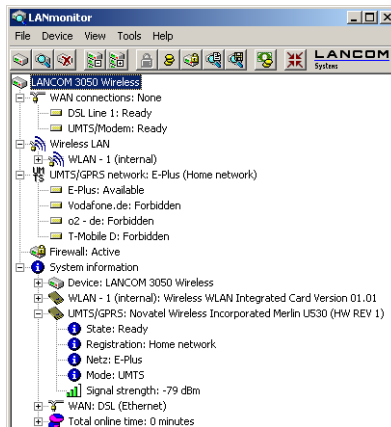 LANmonitor
File Device View Tools Help
LANCOM
Systems
LANCOM 3050 Wireless
WAN connections: None
DSL Line 1: Ready
UMTS/Modem: Ready
Wireless LAN
WLAN - 1 (internal)
UMTS/GPRS network: E-Plus (Home network)
E-Plus: Available
Vodafone.de: Forbidden
o2 - de: Forbidden
T-Mobile D: Forbidden
Firewall: Active
System information
Device: LANCOM 3050 Wireless
WLAN - 1 (internal): Wireless WLAN Integrated Card Version 01.01
UMTS/GPRS: Novatel Wireless Incorporated Merlin U530 (HW REV 1)
State: Ready
Registration: Home network
Netz: E-Plus
Mode: UMTS
Signal strength: -79 dBm
WAN: DSL (Ethernet)
Total online time: 0 minutes